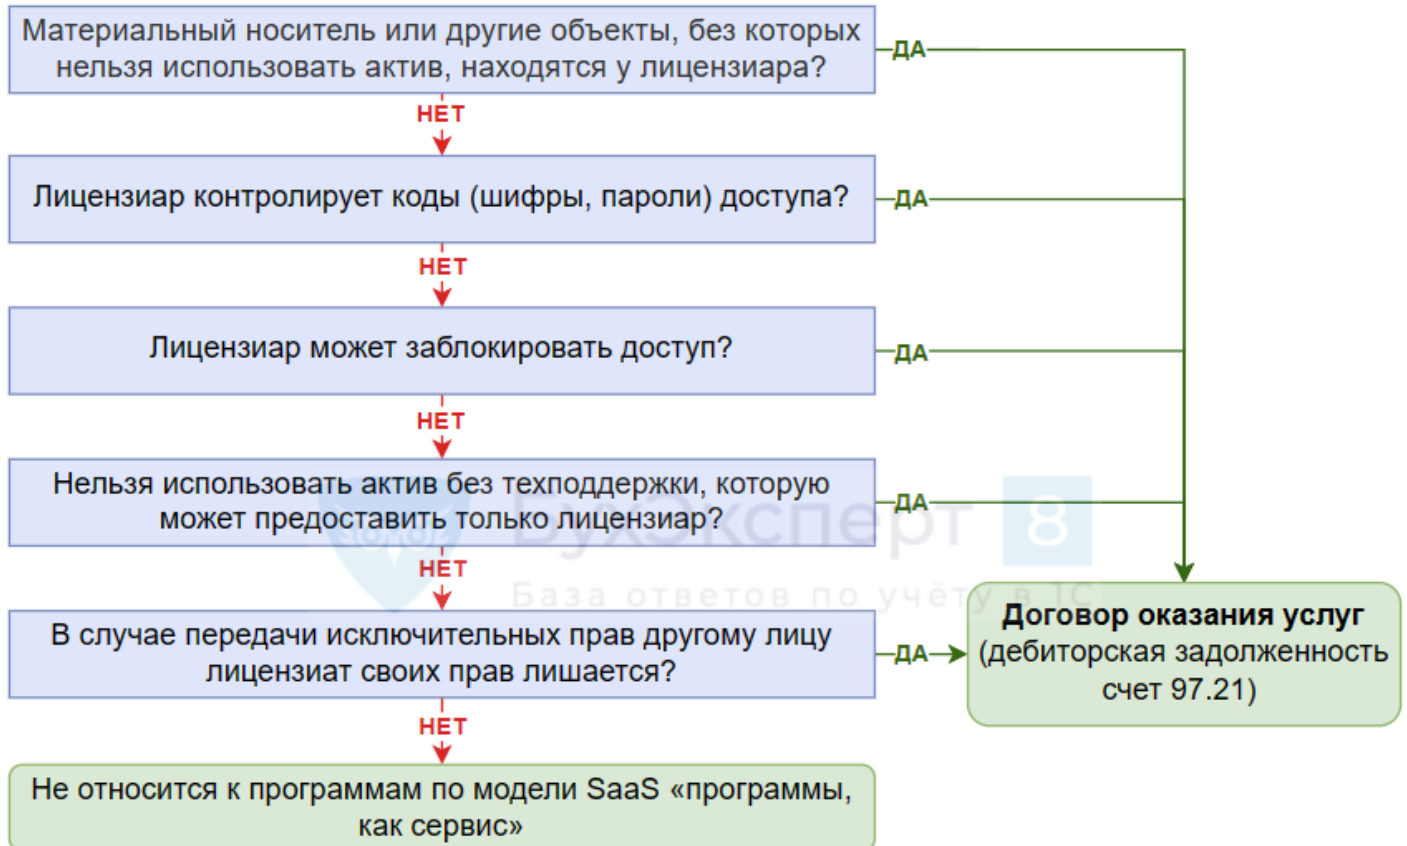 Материальный носитель или другие объекты, без которых
нельзя использовать актив, находятся у лицензиара?
ДА
НЕТ
Лицензиар контролирует коды (шифры, пароли) доступа?
ДА
НЕТ
Лицензиар может заблокировать доступ?
ДА
НЕТ
Нельзя использовать актив без техподдержки, которую
может предоставить только лицензиар?
ДА
БухЭксперт 8
НЕТ
База ответов по учёту в 1С
В случае передачи исключительных прав другому лицу
лицензиат своих прав лишается?
ДА
Договор оказания услуг
(дебиторская задолженность
счет 97.21)
НЕТ
Не относится к программам по модели SaaS «программы,
как сервис»